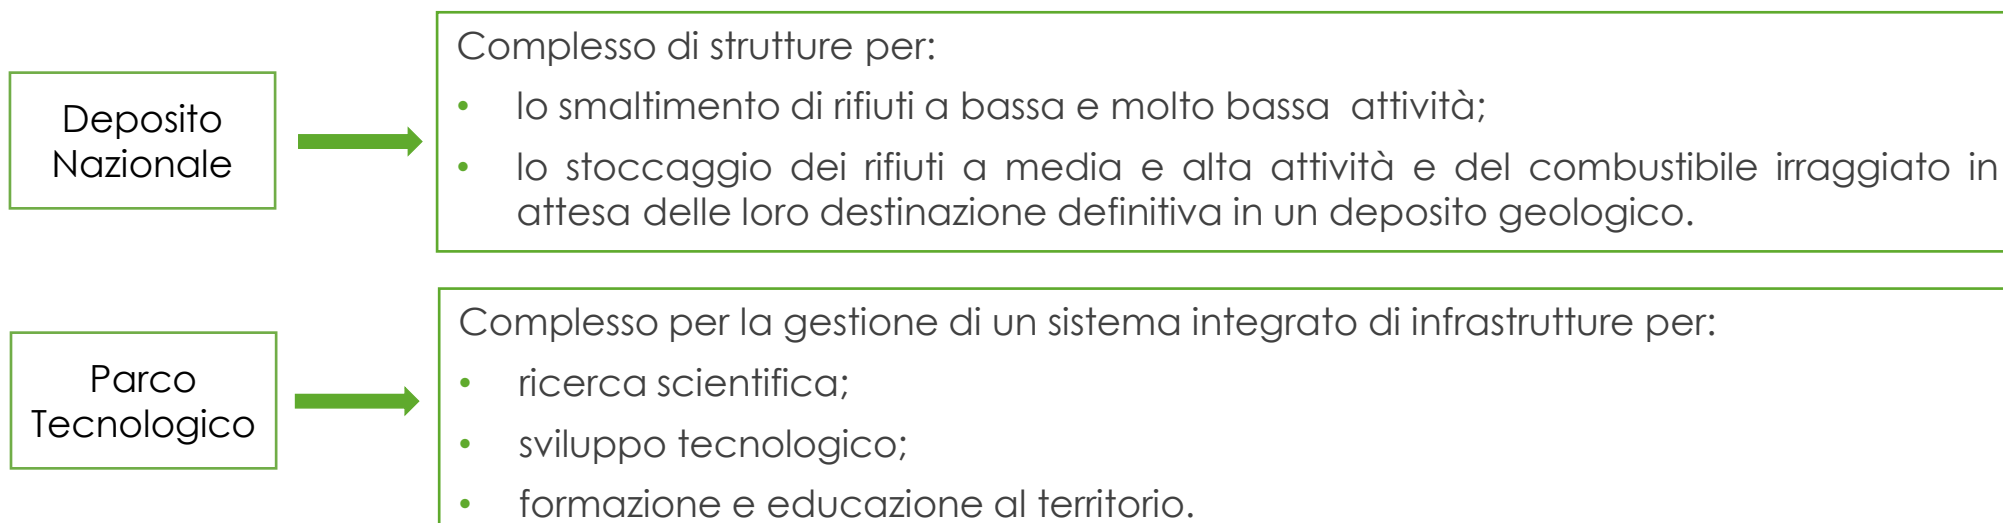 Deposito
Nazionale
Complesso di strutture per:
• lo smaltimento di rifiuti a bassa e molto bassa attività;
• lo stoccaggio dei rifiuti a media e alta attività e del combustibile irraggiato in
attesa delle loro destinazione definitiva in un deposito geologico.
Parco
Tecnologico
Complesso per la gestione di un sistema integrato di infrastrutture per:
• ricerca scientifica;
• sviluppo tecnologico;
• formazione e educazione al territorio.